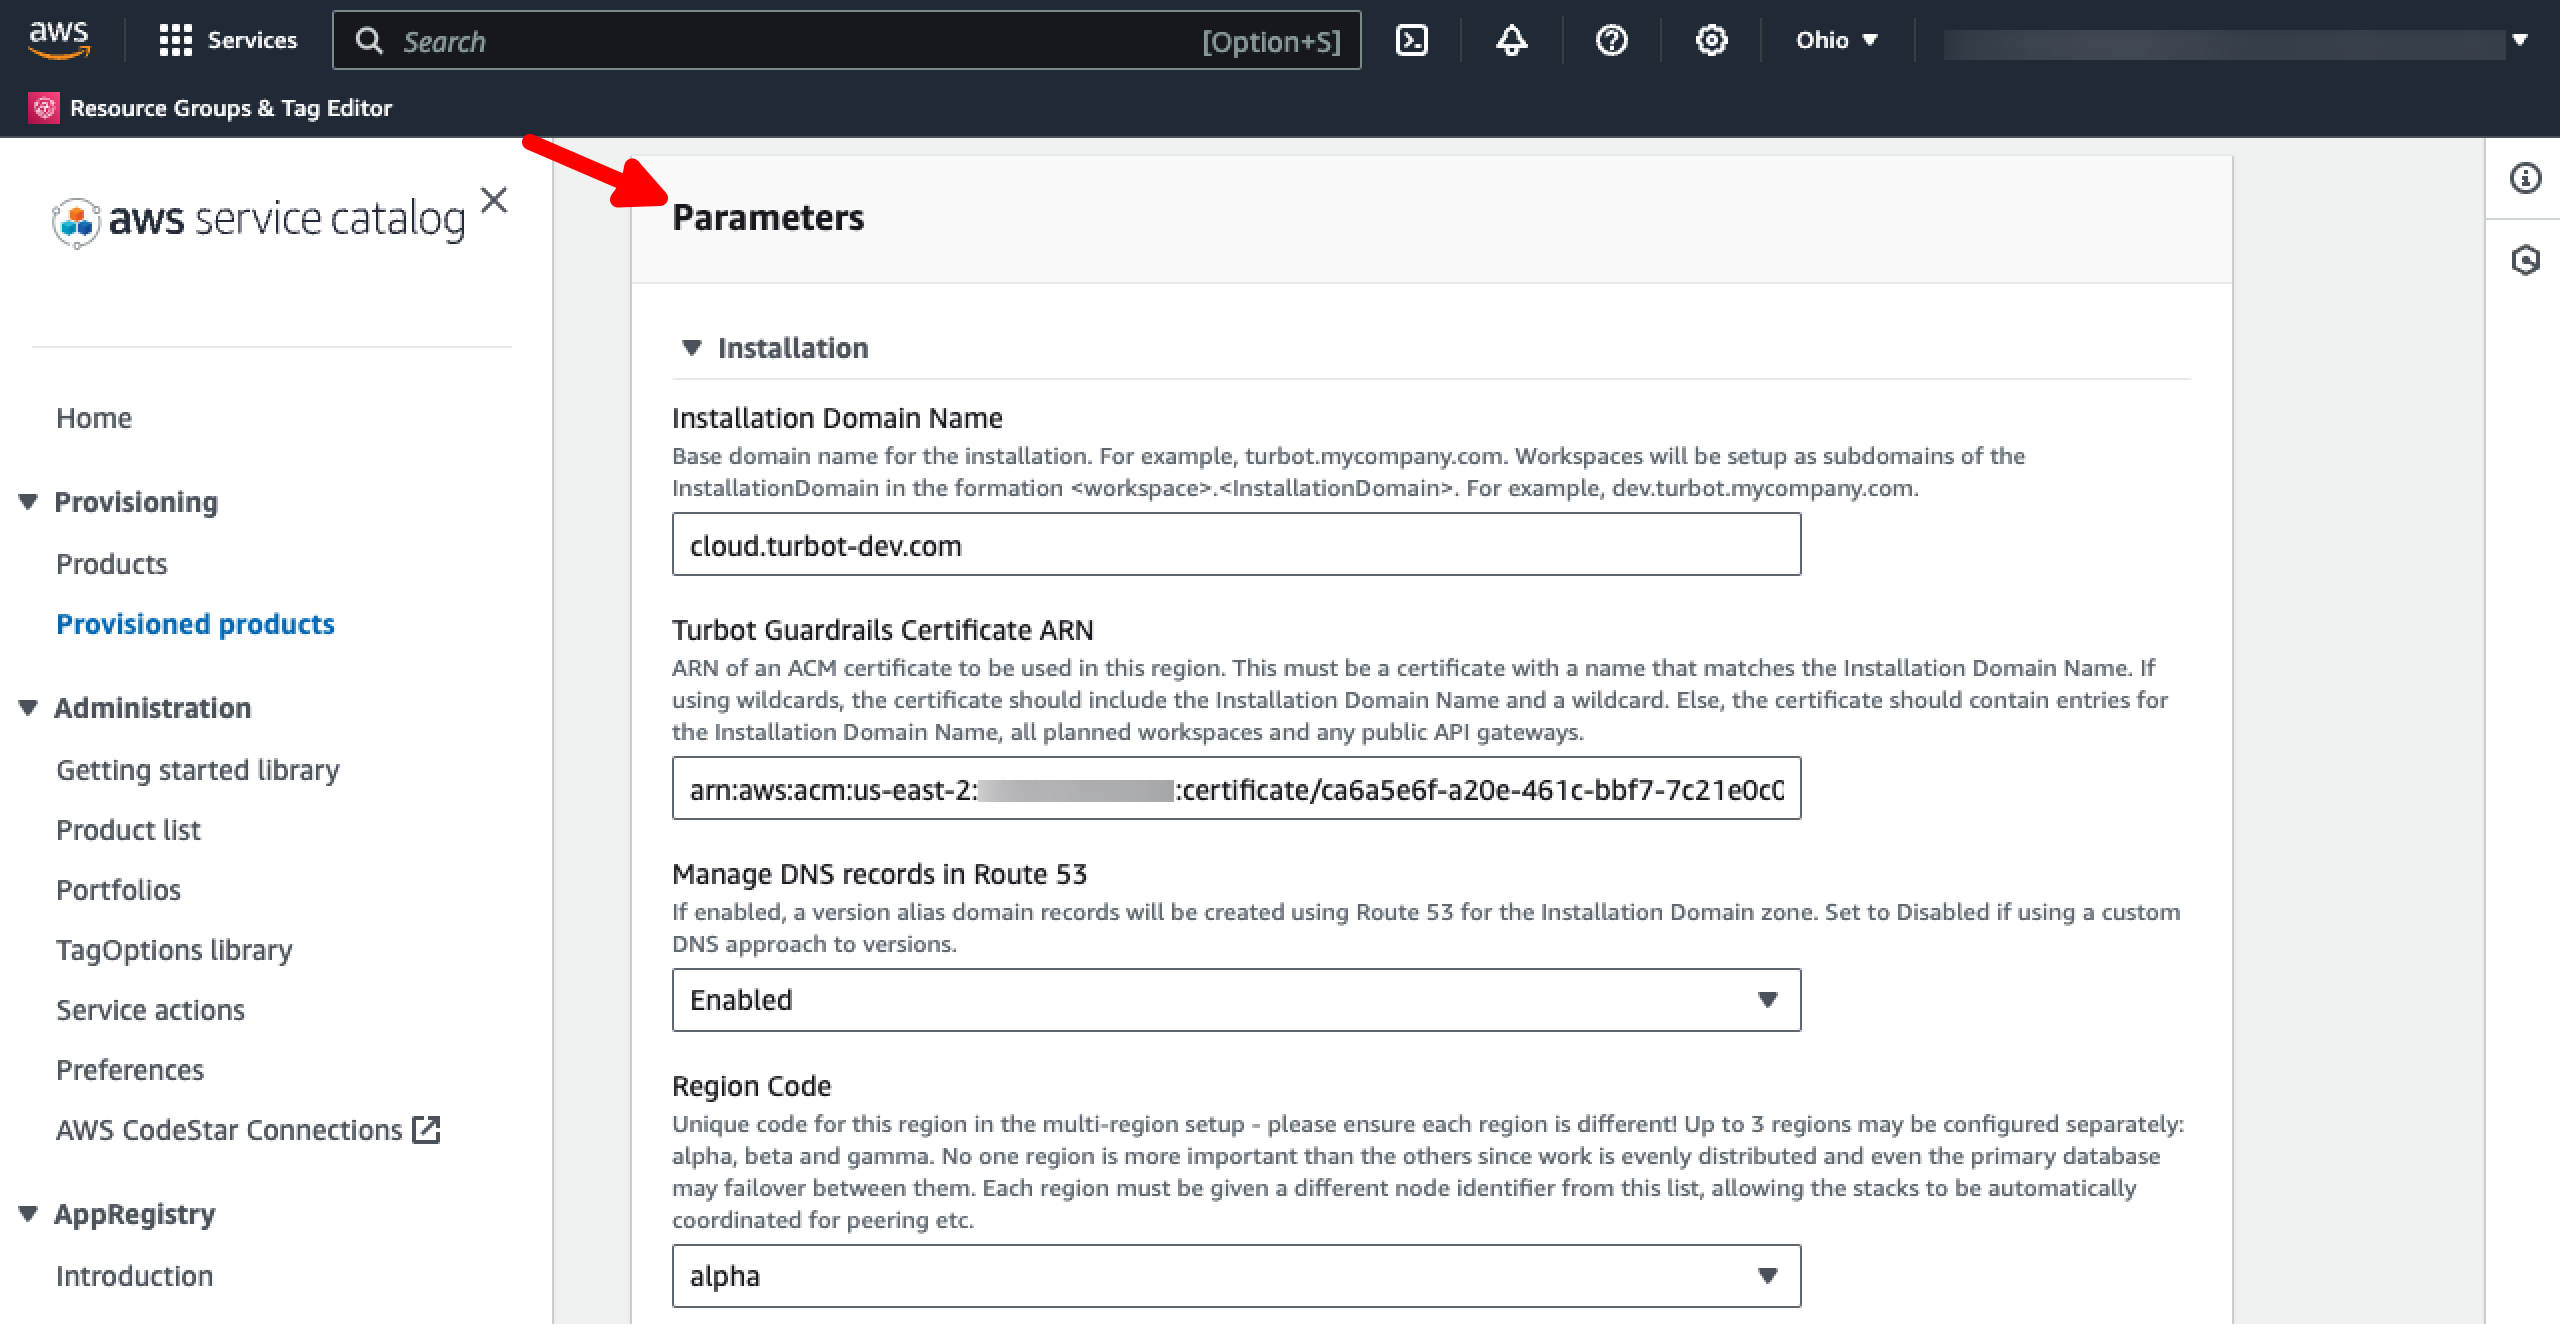 aws
Services
Search
[Option+S]
Ohio
Resource Groups & Tag Editor
aws service catalog
Home
Provisioning
Products
Provisioned products
Administration
Getting started library
Product list
Portfolios
TagOptions library
Service actions
Preferences
AWS CodeStar Connections
AppRegistry
Introduction
Parameters
Installation
Installation Domain Name
Base domain name for the installation. For example, turbot.mycompany.com. Workspaces will be setup as subdomains of the
InstallationDomain in the formation <workspace>.<InstallationDomain>. For example, dev.turbot.mycompany.com.
cloud.turbot-dev.com
Turbot Guardrails Certificate ARN
ARN of an ACM certificate to be used in this region. This must be a certificate with a name that matches the Installation Domain Name. If
using wildcards, the certificate should include the Installation Domain Name and a wildcard. Else, the certificate should contain entries for
the Installation Domain Name, all planned workspaces and any public API gateways.
arn:aws:acm:us-east-2: :certificate/ca6a5e6f-a20e-461c-bbf7-7c21e0c0
Manage DNS records in Route 53
If enabled, a version alias domain records will be created using Route 53 for the Installation Domain zone. Set to Disabled if using a custom
DNS approach to versions.
Enabled
Region Code
Unique code for this region in the multi-region setup - please ensure each region is different! Up to 3 regions may be configured separately:
alpha, beta and gamma. No one region is more important than the others since work is evenly distributed and even the primary database
may failover between them. Each region must be given a different node identifier from this list, allowing the stacks to be automatically
coordinated for peering etc.
alpha